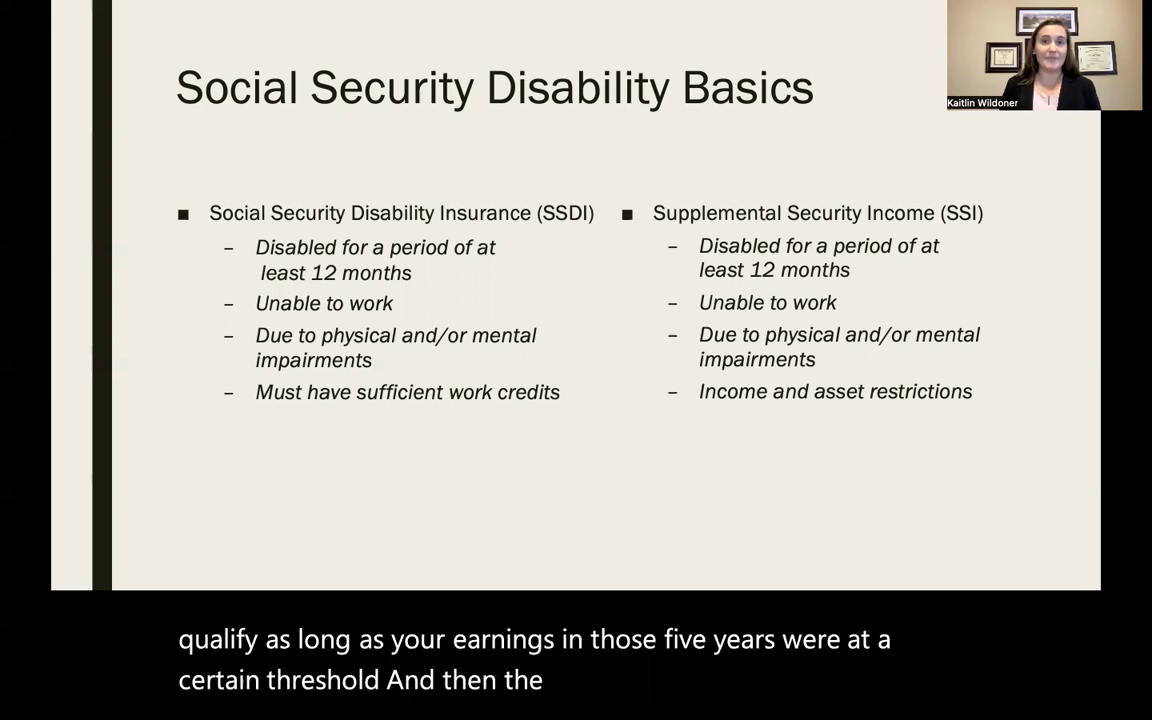 Social Security Disability Basics
Kaitlin Wildoner
■ Social Security Disability Insurance (SSDI)
– Disabled for a period of at
least 12 months
– Unable to work
– Due to physical and/or mental
impairments
– Must have sufficient work credits
■ Supplemental Security Income (SSI)
– Disabled for a period of at
least 12 months
– Unable to work
– Due to physical and/or mental
impairments
– Income and asset restrictions
qualify as long as your earnings in those five years were at a
certain threshold And then the